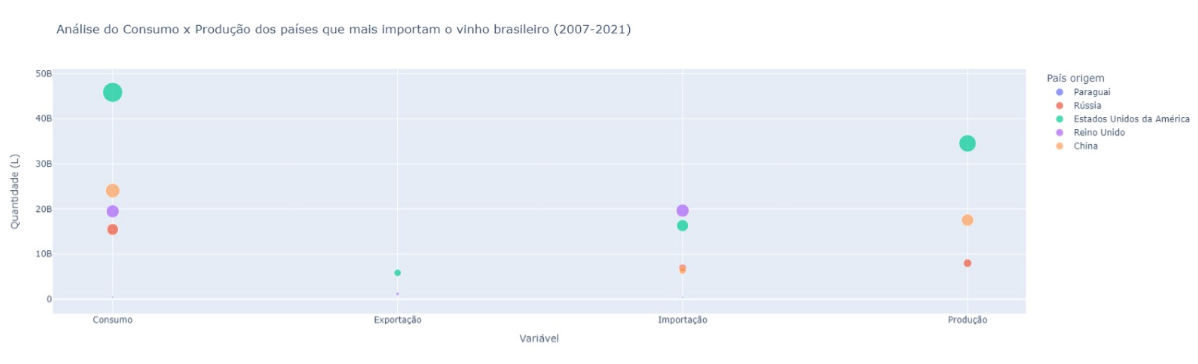 Análise do Consumo x Produção dos países que mais importam o vinho brasileiro (2007-2021)
País origem
Paraguai
Rússia
Estados Unidos da América
Reino Unido
China
Quantidade (L)
50B
40B
30B
20B
10B
0
Consumo
Exportação
Importação
Produção
Variável